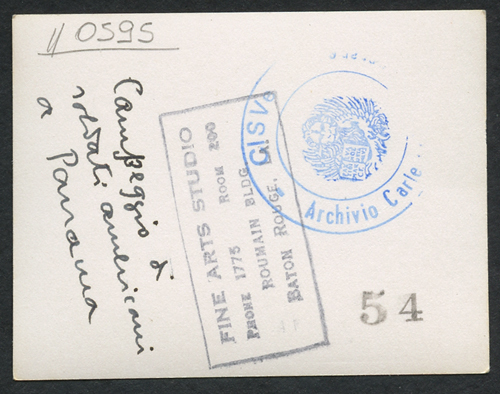 11 0595
Campeggio di
soldati americani
a Panama
FINE ARTS STUDIO
PHONE 1775 ROOM 200
ROUMAIN BLDG.
BATON ROUGE,
CISV
Archivio Carle
54